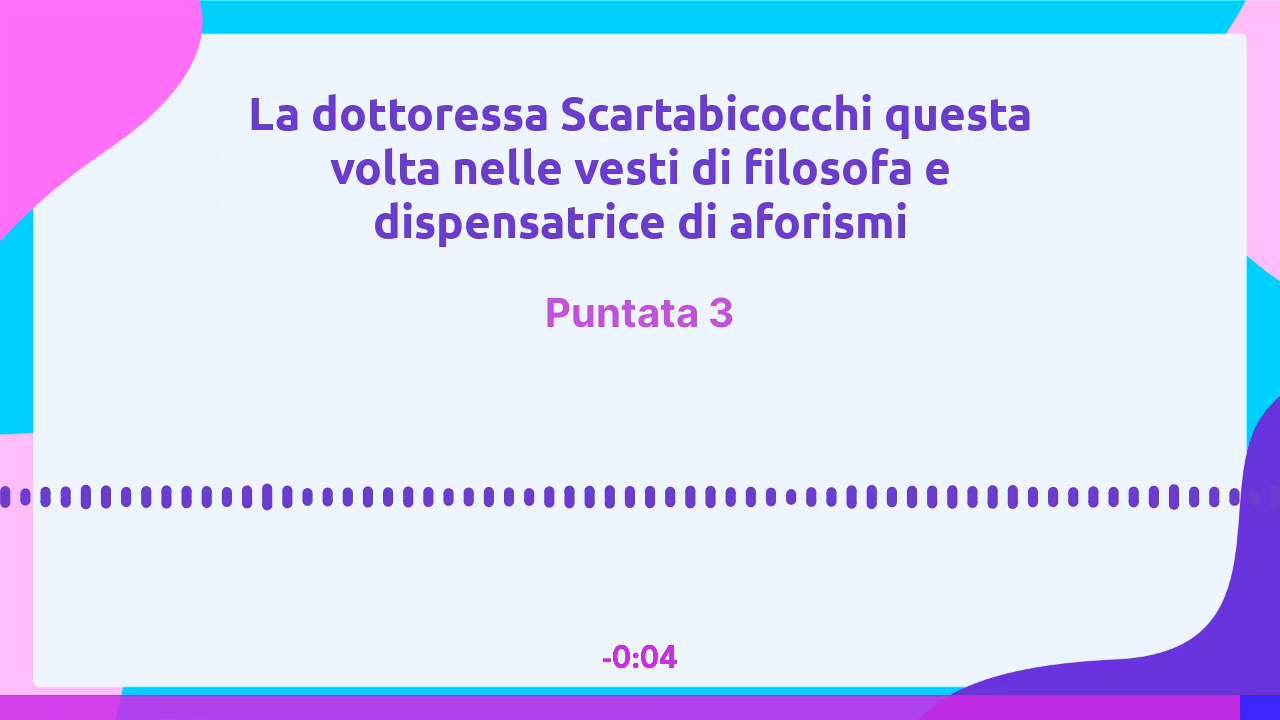 La dottoressa Scartabicocchi questa
volta nelle vesti di filosofa e
dispensatrice di aforismi
Puntata 3
-0:04